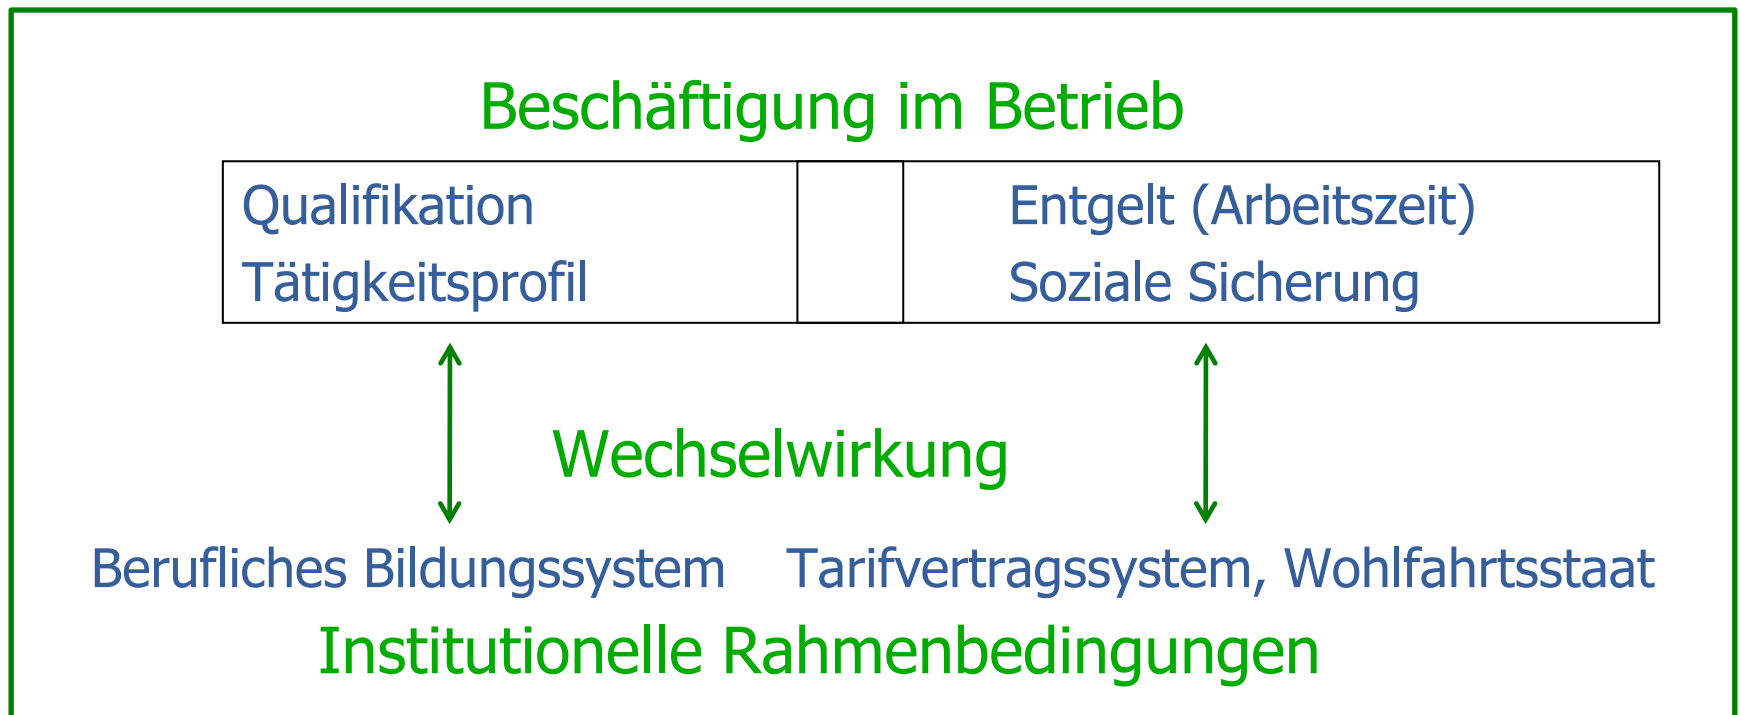 Beschäftigung im Betrieb
Qualifikation
Tätigkeitsprofil
Entgelt (Arbeitszeit)
Soziale Sicherung
Wechselwirkung
Berufliches Bildungssystem
Tarifvertragssystem, Wohlfahrtsstaat
Institutionelle Rahmenbedingungen